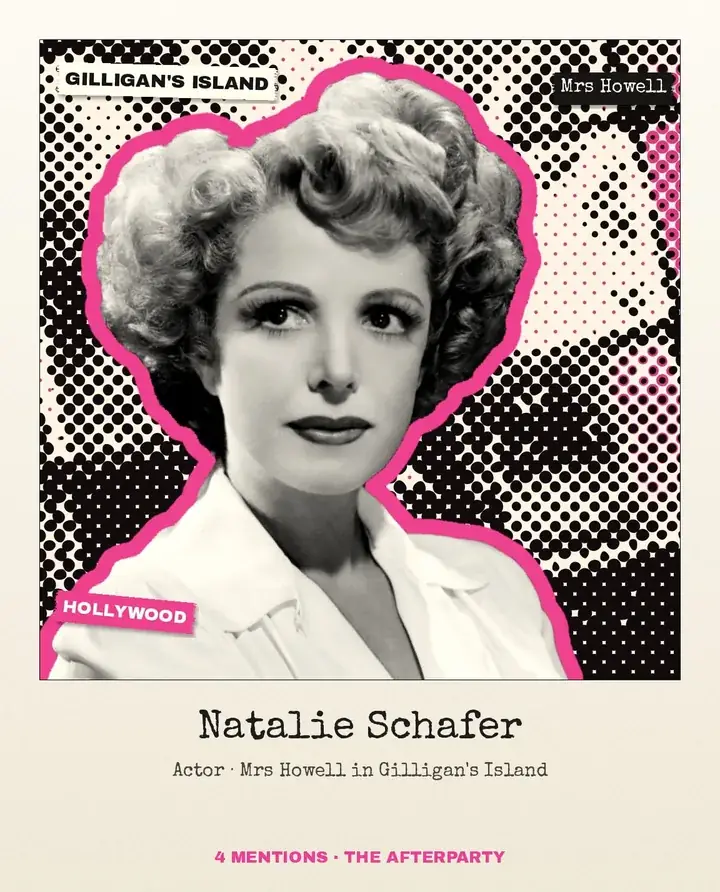 GILLIGAN'S ISLAND
Mrs Howell
HOLLYWOOD
Natalie Schafer
Actor · Mrs Howell in Gilligan's Island
4 MENTIONS · THE AFTERPARTY